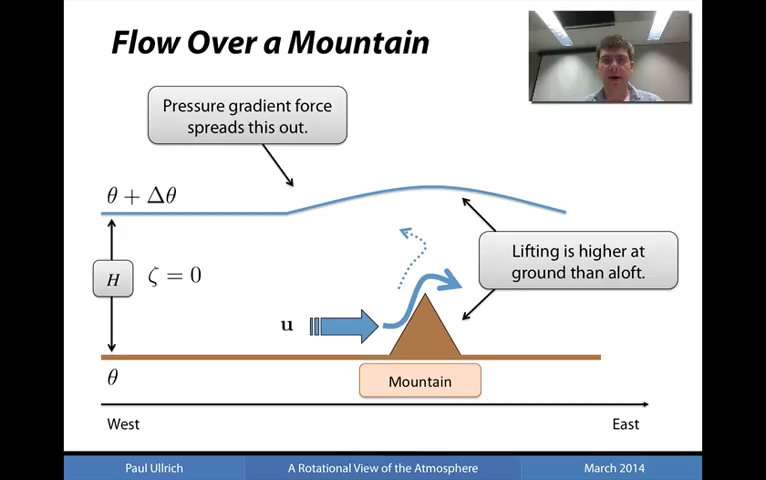 Flow Over a Mountain
Pressure gradient force
spreads this out.
θ + Δθ
Lifting is higher at
ground than aloft.
H
ζ = 0
u
θ
Mountain
West
East
Paul Ullrich
A Rotational View of the Atmosphere
March 2014